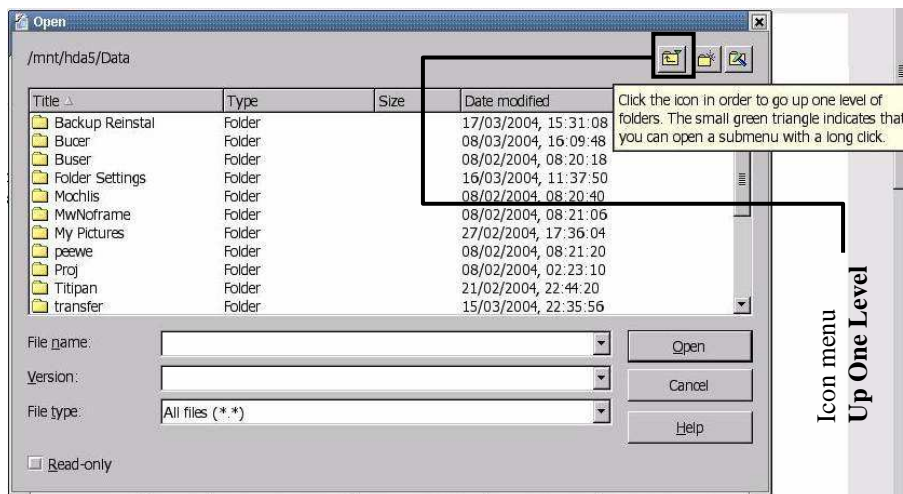 Open
/mnt/hda5/Data
Title Type Size Date modified
Click the icon in order to go up one level of
folders. The small green triangle indicates that
you can open a submenu with a long click.
Backup Reinstal Folder 17/03/2004, 15:31:08
Bucer Folder 08/03/2004, 16:09:48
Buser Folder 08/02/2004, 08:20:18
Folder Settings Folder 16/03/2004, 11:37:50
Mochlis Folder 08/02/2004, 08:20:40
MwNoframe Folder 08/02/2004, 08:21:06
My Pictures Folder 27/02/2004, 17:36:04
peewe Folder 08/02/2004, 08:21:20
Proj Folder 08/02/2004, 02:23:10
Titipan Folder 21/02/2004, 22:44:20
transfer Folder 15/03/2004, 22:35:56
File name: Open
Version: Cancel
File type: All files (*.*)
Help
Read-only
Icon menu
Up One Level